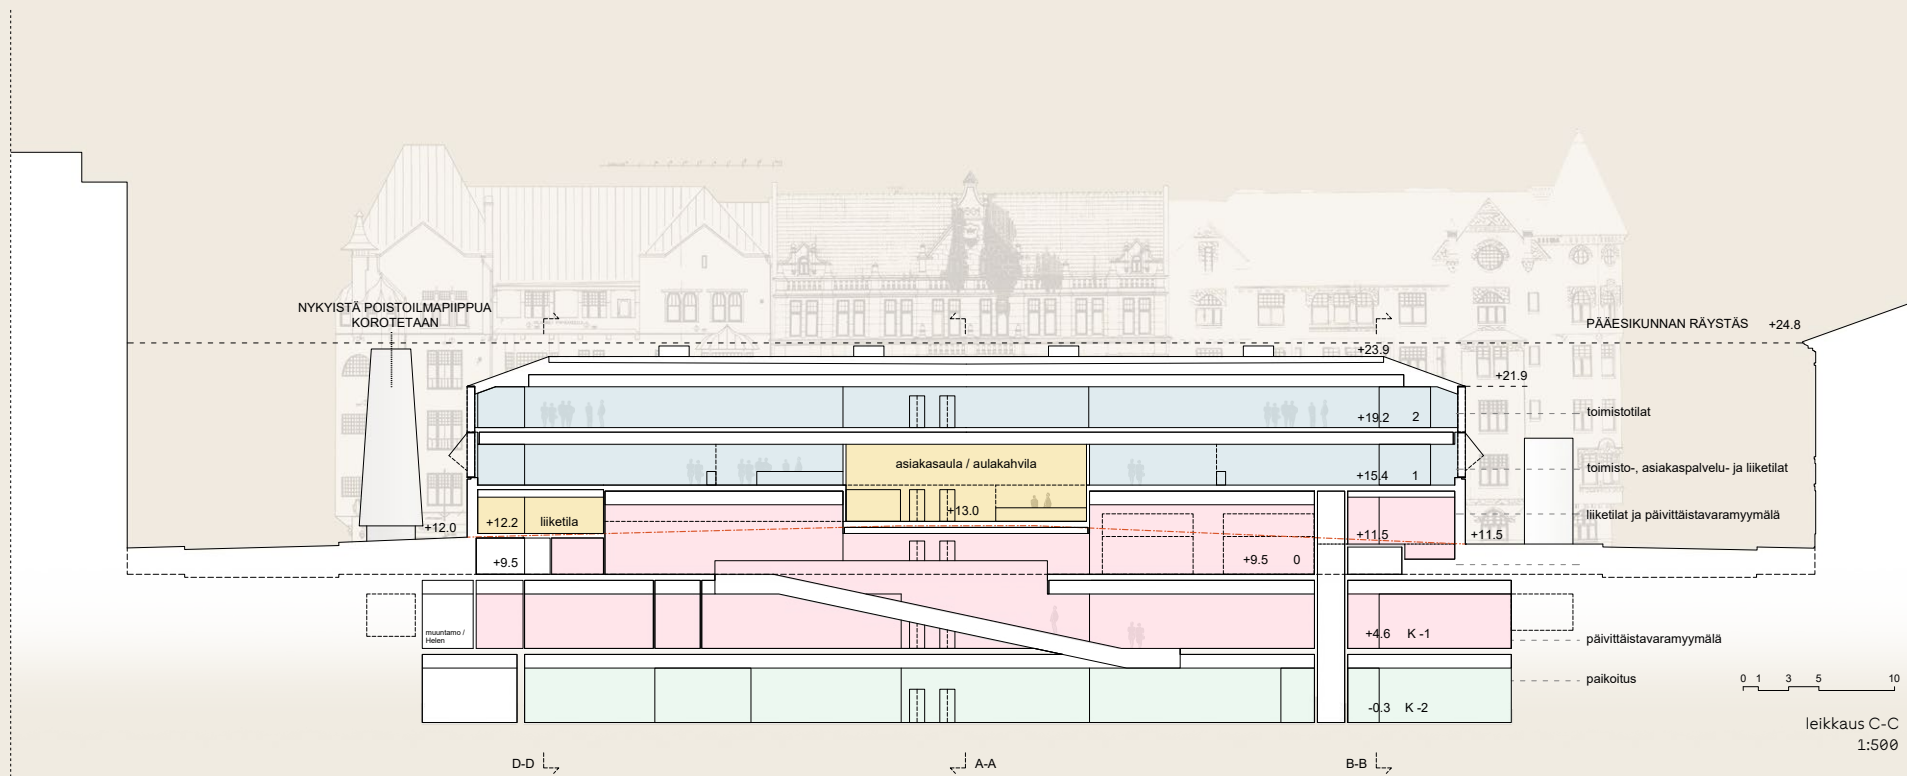 NYKYISTÄ POISTOILMAPIIPPUA
KOROTETAAN
PÄÄESIKUNNAN RÄYSTÄS +24.8
+23.9
+21.9
+19.2 2
toimistotilat
asiakasaula / aulakahvila
+15.4 1
toimisto-, asiakaspalvelu- ja liiketilat
+13.0
liiketilat ja päivittäistavaramyymälä
+12.0
+12.2 liiketila
+11.5
+11.5
+9.5
+9.5 0
muuntamo /
Helen
+4.6 K -1
päivittäistavaramyymälä
paikoitus
-0.3 K -2
0 1 3 5 10
leikkaus C-C
1:500
D-D
A-A
B-B